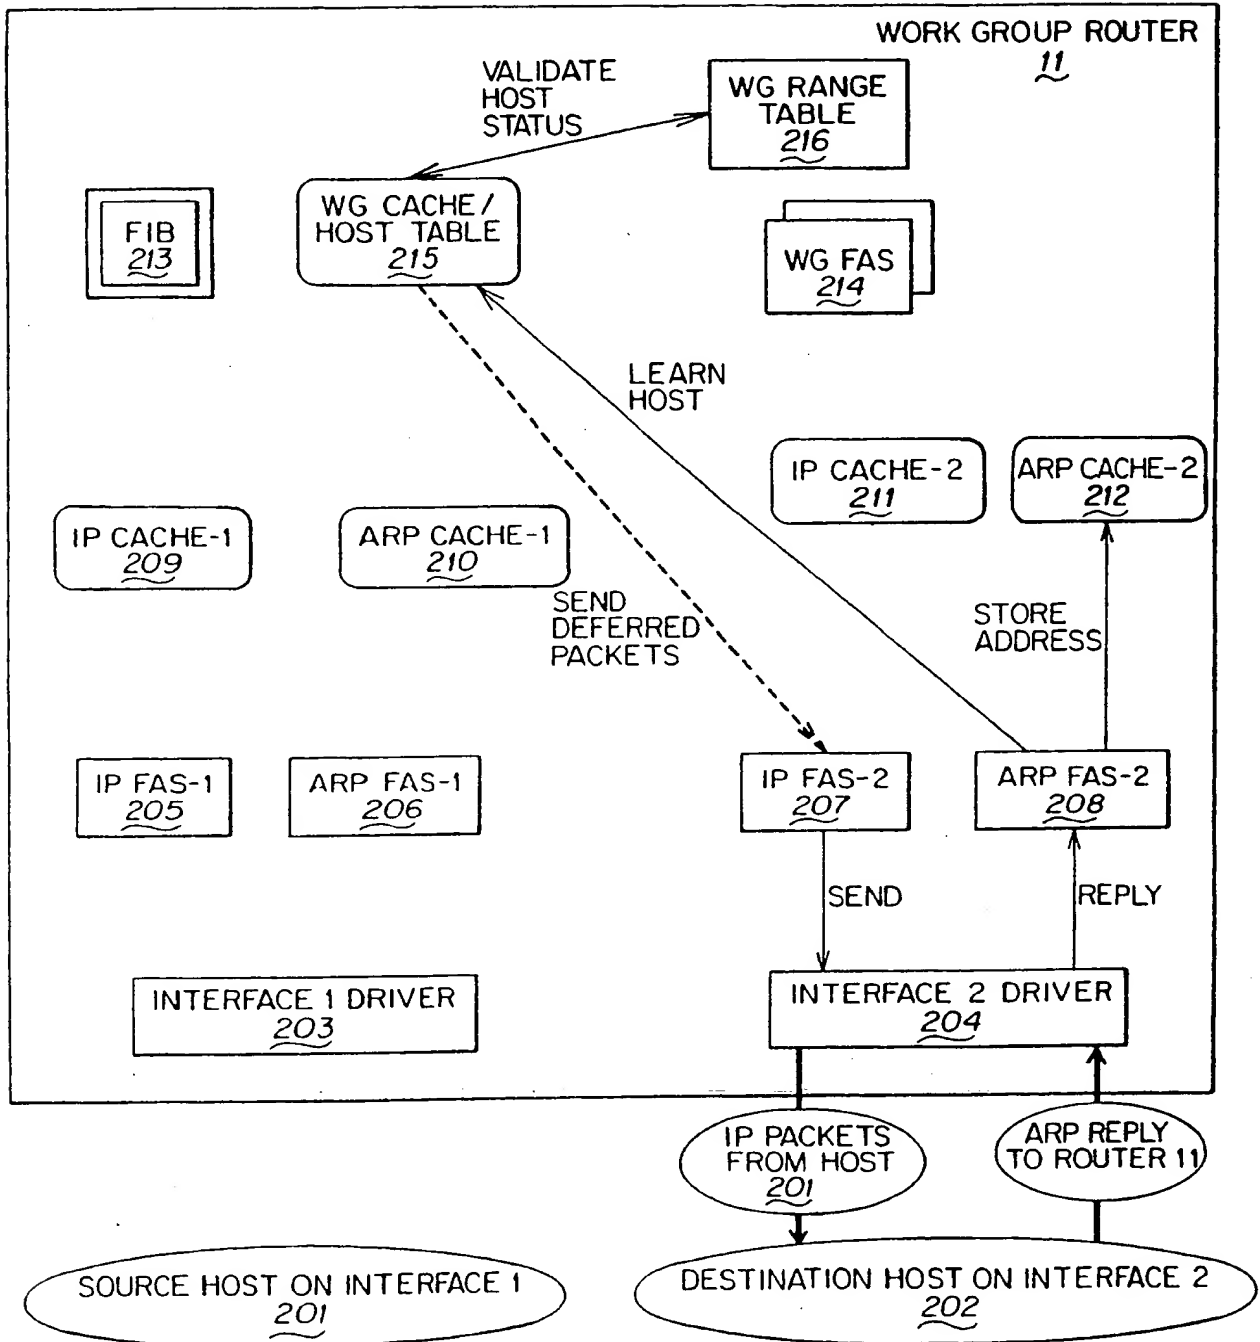 WORK GROUP ROUTER
11
VALIDATE
HOST
STATUS
WG RANGE
TABLE
216
FIB
213
WG CACHE/
HOST TABLE
215
WG FAS
214
LEARN
HOST
IP CACHE-2
211
ARP CACHE-2
212
IP CACHE-1
209
ARP CACHE-1
210
SEND
DEFERRED
PACKETS
STORE
ADDRESS
IP FAS-1
205
ARP FAS-1
206
IP FAS-2
207
ARP FAS-2
208
SEND
REPLY
INTERFACE 1 DRIVER
203
INTERFACE 2 DRIVER
204
IP PACKETS
FROM HOST
201
ARP REPLY
TO ROUTER 11
SOURCE HOST ON INTERFACE 1
201
DESTINATION HOST ON INTERFACE 2
202